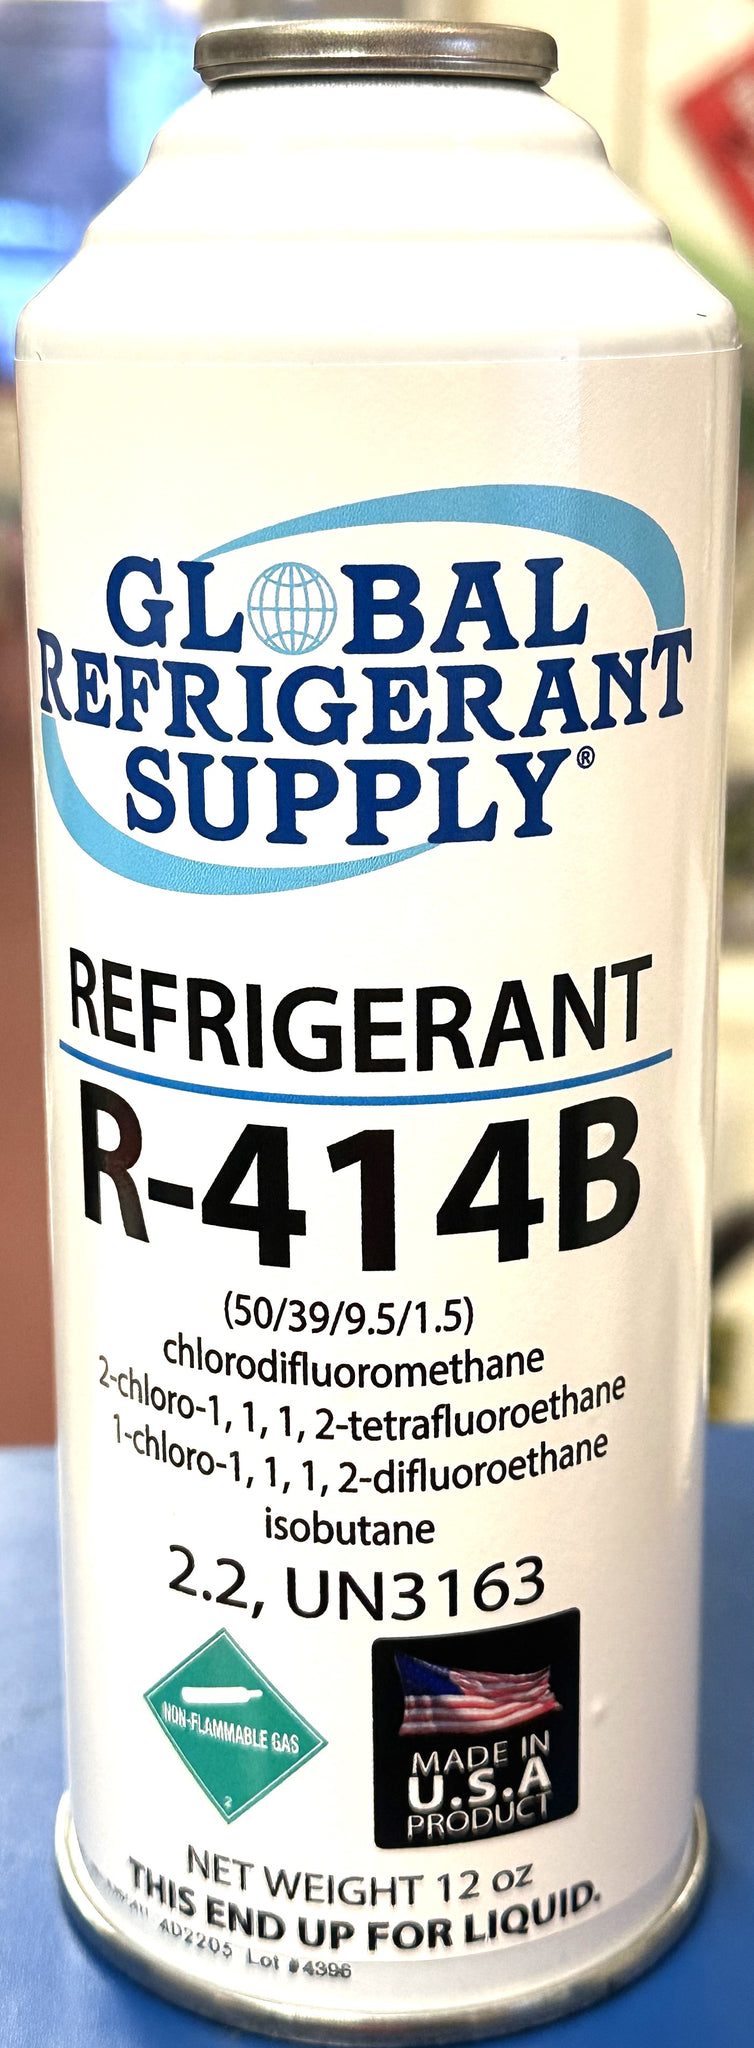 GLOBAL
REFRIGERANT
SUPPLY®
REFRIGERANT
R-414B
(50/39/9.5/1.5)
chlorodifluoromethane
2-chloro-1, 1, 1, 2-tetrafluoroethane
1-chloro-1, 1, 1, 2-difluoroethane
isobutane
2.2, UN3163
NON-FLAMMABLE GAS
2
MADE IN
U.S.A
PRODUCT
NET WEIGHT 12 oz
THIS END UP FOR LIQUID.
AD2205 Lot #4396